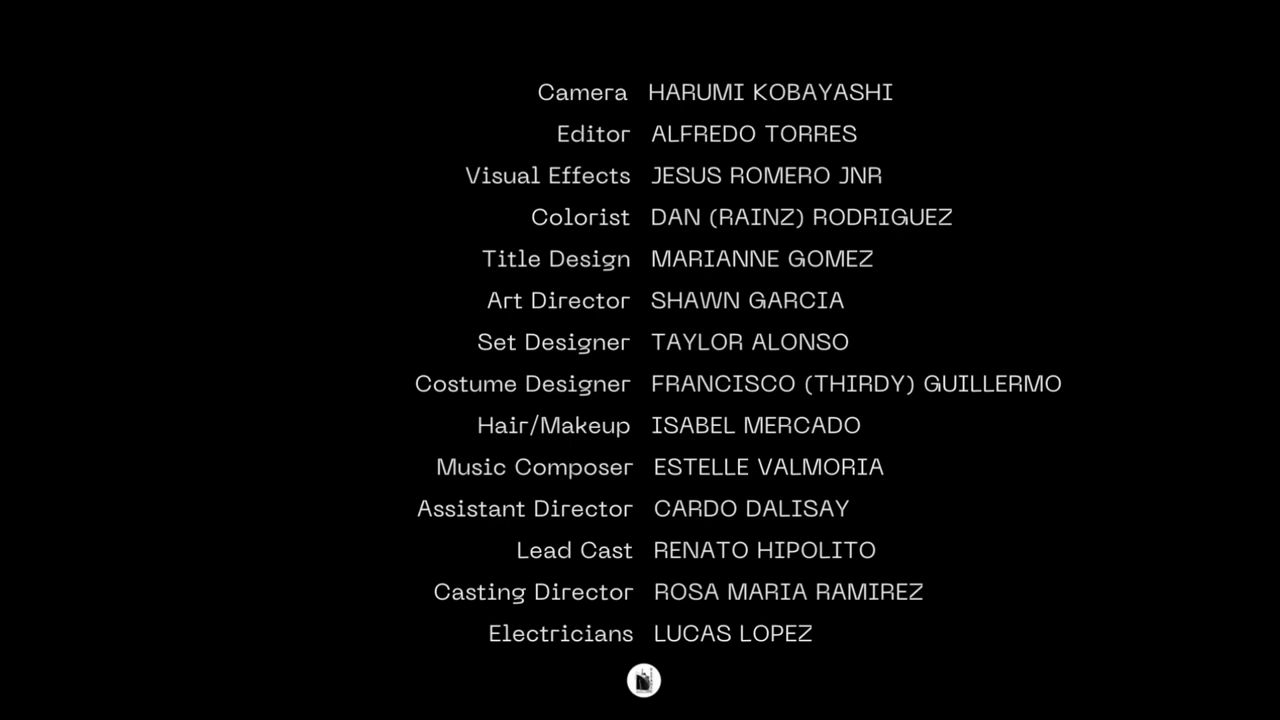 Camera HARUMI KOBAYASHI
Editor ALFREDO TORRES
Visual Effects JESUS ROMERO JNR
Colorist DAN (RAINZ) RODRIGUEZ
Title Design MARIANNE GOMEZ
Art Director SHAWN GARCIA
Set Designer TAYLOR ALONSO
Costume Designer FRANCISCO (THIRDY) GUILLERMO
Hair/Makeup ISABEL MERCADO
Music Composer ESTELLE VALMORIA
Assistant Director CARDO DALISAY
Lead Cast RENATO HIPOLITO
Casting Director ROSA MARIA RAMIREZ
Electricians LUCAS LOPEZ